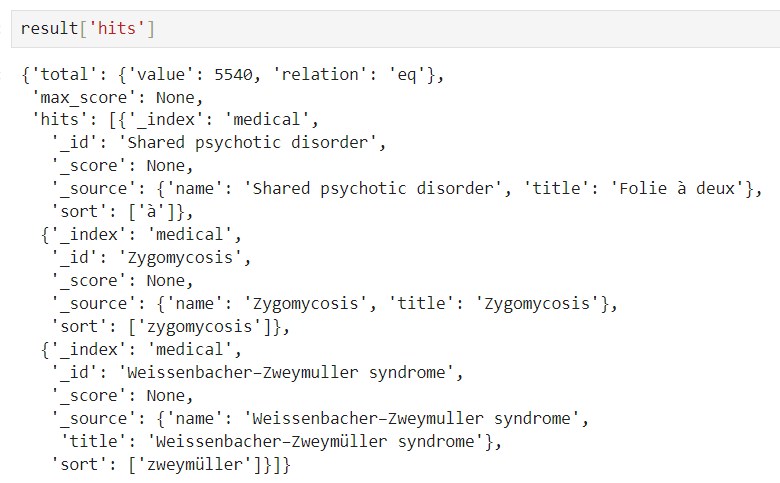 result['hits']
{'total': {'value': 5540, 'relation': 'eq'},
'max_score': None,
'hits': [{'_index': 'medical',
'_id': 'Shared psychotic disorder',
'_score': None,
'_source': {'name': 'Shared psychotic disorder', 'title': 'Folie à deux'},
'sort': ['à']},
{'_index': 'medical',
'_id': 'Zygomycosis',
'_score': None,
'_source': {'name': 'Zygomycosis', 'title': 'Zygomycosis'},
'sort': ['zygomycosis']},
{'_index': 'medical',
'_id': 'Weissenbacher–Zweymuller syndrome',
'_score': None,
'_source': {'name': 'Weissenbacher–Zweymuller syndrome',
'title': 'Weissenbacher–Zweymüller syndrome'},
'sort': ['zweymüller']}]}